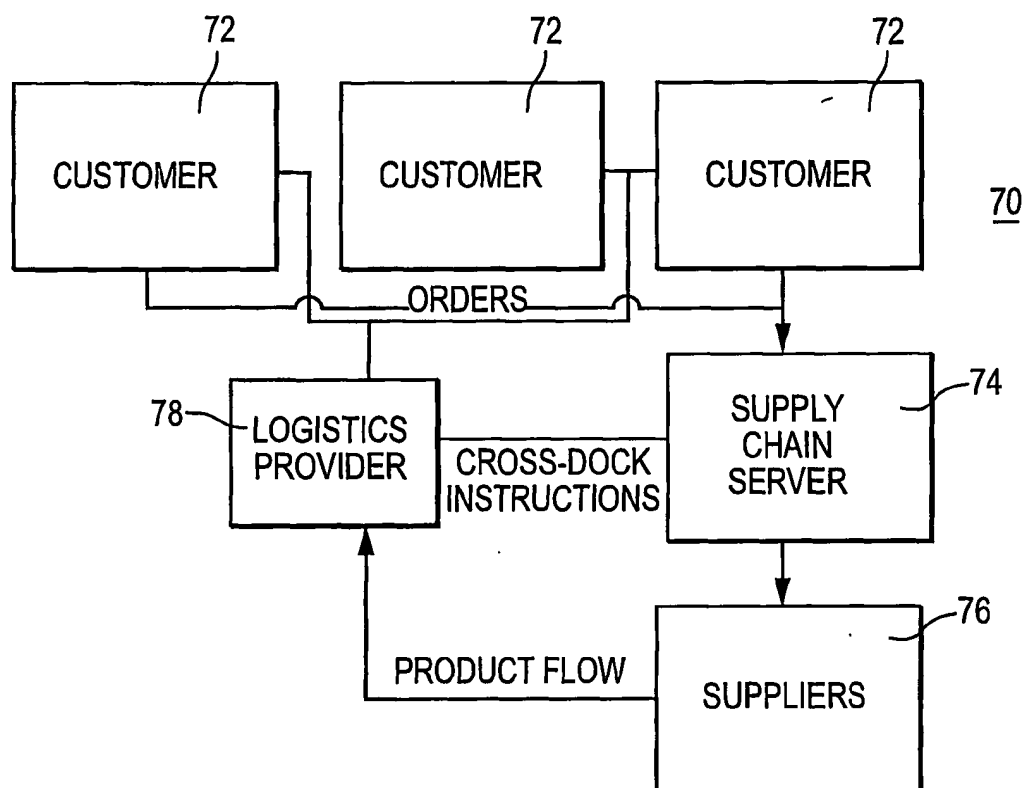 72
72
72
CUSTOMER
CUSTOMER
CUSTOMER
70
ORDERS
74
78
LOGISTICS
PROVIDER
SUPPLY
CHAIN
SERVER
CROSS-DOCK
INSTRUCTIONS
76
PRODUCT FLOW
SUPPLIERS